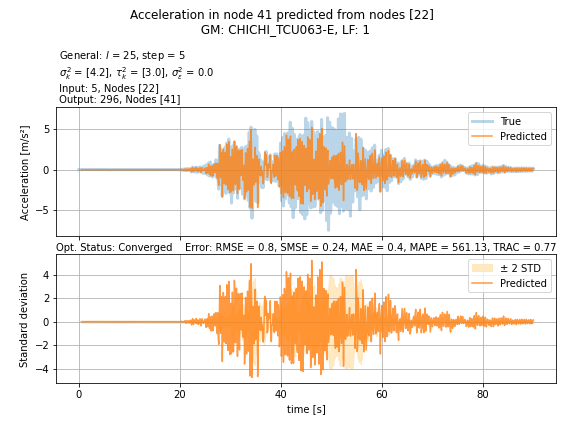 Acceleration in node 41 predicted from nodes [22]
GM: CHICHI_TCU063-E, LF: 1
General: l = 25, step = 5
σ²ₖ = [4.2], τ²ₖ = [3.0], σ²ε = 0.0
Input: 5, Nodes [22]
Output: 296, Nodes [41]
True
Predicted
Acceleration [m/s²]
5
0
−5
Opt. Status: Converged Error: RMSE = 0.8, SMSE = 0.24, MAE = 0.4, MAPE = 561.13, TRAC = 0.77
± 2 STD
Predicted
Standard deviation
4
2
0
−2
−4
0 20 40 60 80
time [s]